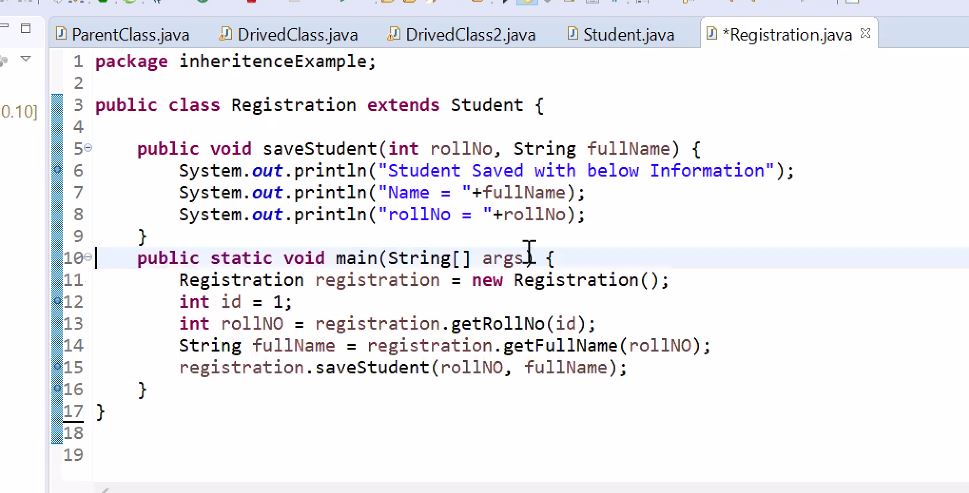 ParentClass.java DrivedClass.java DrivedClass2.java Student.java *Registration.java
0.10]
1 package inheritenceExample;
2
3 public class Registration extends Student {
4
5 public void saveStudent(int rollNo, String fullName) {
6 System.out.println("Student Saved with below Information");
7 System.out.println("Name = "+fullName);
8 System.out.println("rollNo = "+rollNo);
9 }
10 public static void main(String[] args) {
11 Registration registration = new Registration();
12 int id = 1;
13 int rollNO = registration.getRollNo(id);
14 String fullName = registration.getFullName(rollNO);
15 registration.saveStudent(rollNO, fullName);
16 }
17 }
18
19